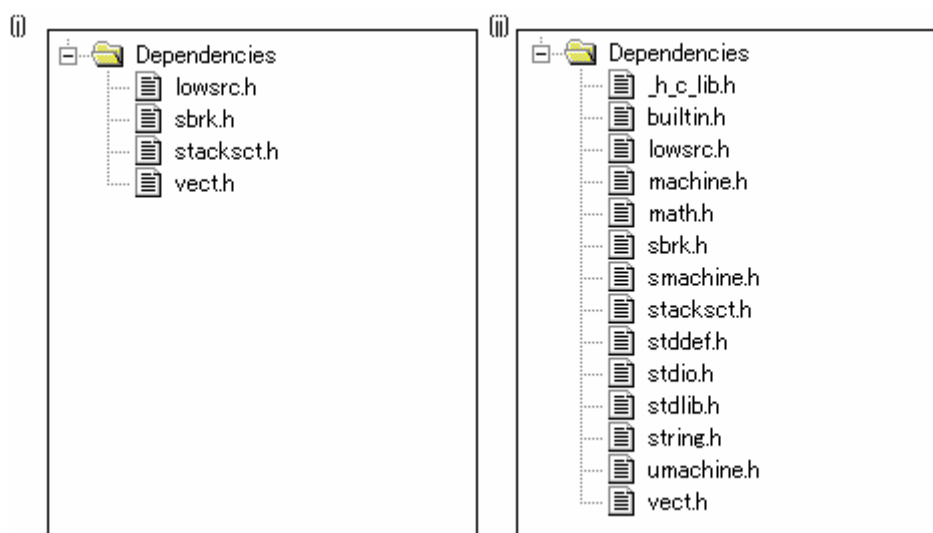 (i)
Dependencies
lowsrc.h
sbrk.h
stacksct.h
vect.h
(ii)
Dependencies
_h_c_lib.h
builtin.h
lowsrc.h
machine.h
math.h
sbrk.h
smachine.h
stacksct.h
stddef.h
stdio.h
stdlib.h
string.h
umachine.h
vect.h